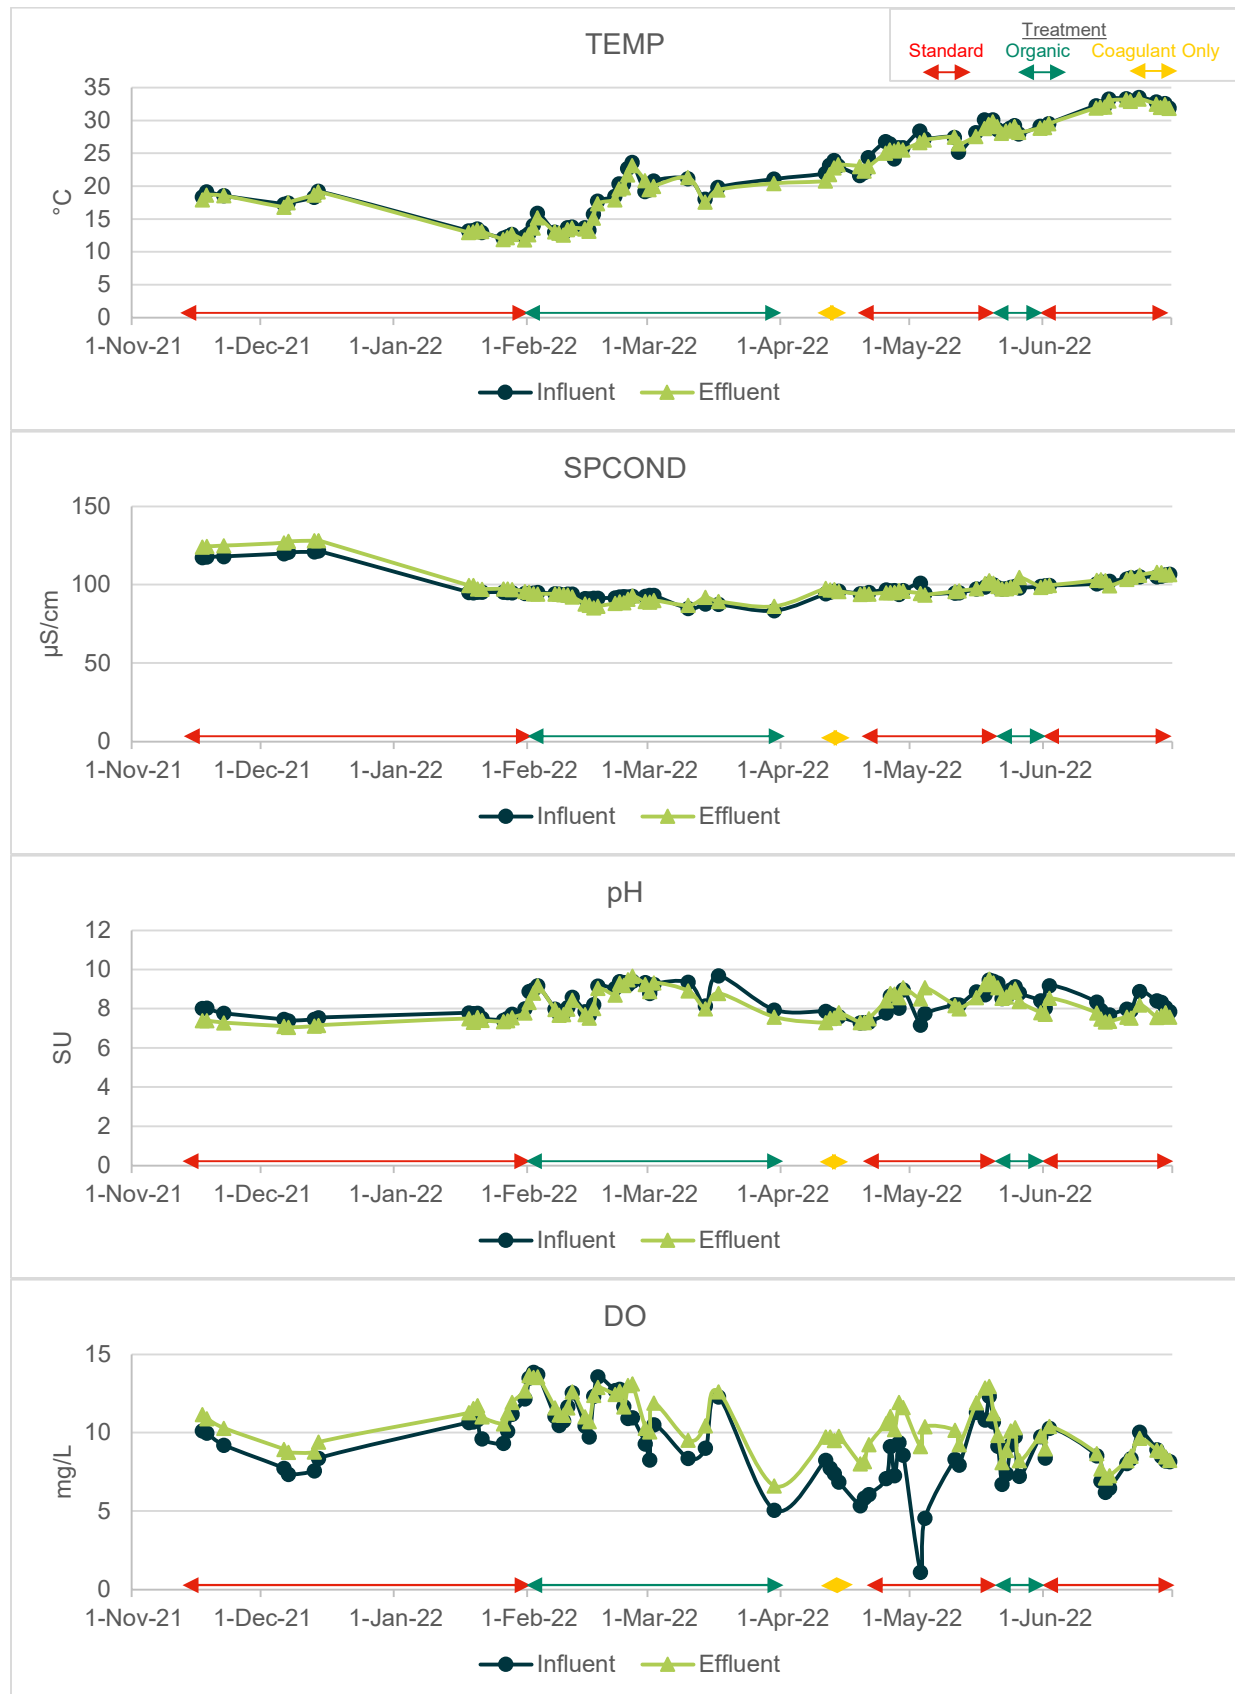 TEMP
Treatment
Standard Organic Coagulant Only
35
30
25
20
15
10
5
0
°C
1-Nov-21 1-Dec-21 1-Jan-22 1-Feb-22 1-Mar-22 1-Apr-22 1-May-22 1-Jun-22
Influent Effluent
SPCOND
150
100
50
0
µS/cm
1-Nov-21 1-Dec-21 1-Jan-22 1-Feb-22 1-Mar-22 1-Apr-22 1-May-22 1-Jun-22
Influent Effluent
pH
12
10
8
6
4
2
0
SU
1-Nov-21 1-Dec-21 1-Jan-22 1-Feb-22 1-Mar-22 1-Apr-22 1-May-22 1-Jun-22
Influent Effluent
DO
15
10
5
0
mg/L
1-Nov-21 1-Dec-21 1-Jan-22 1-Feb-22 1-Mar-22 1-Apr-22 1-May-22 1-Jun-22
Influent Effluent